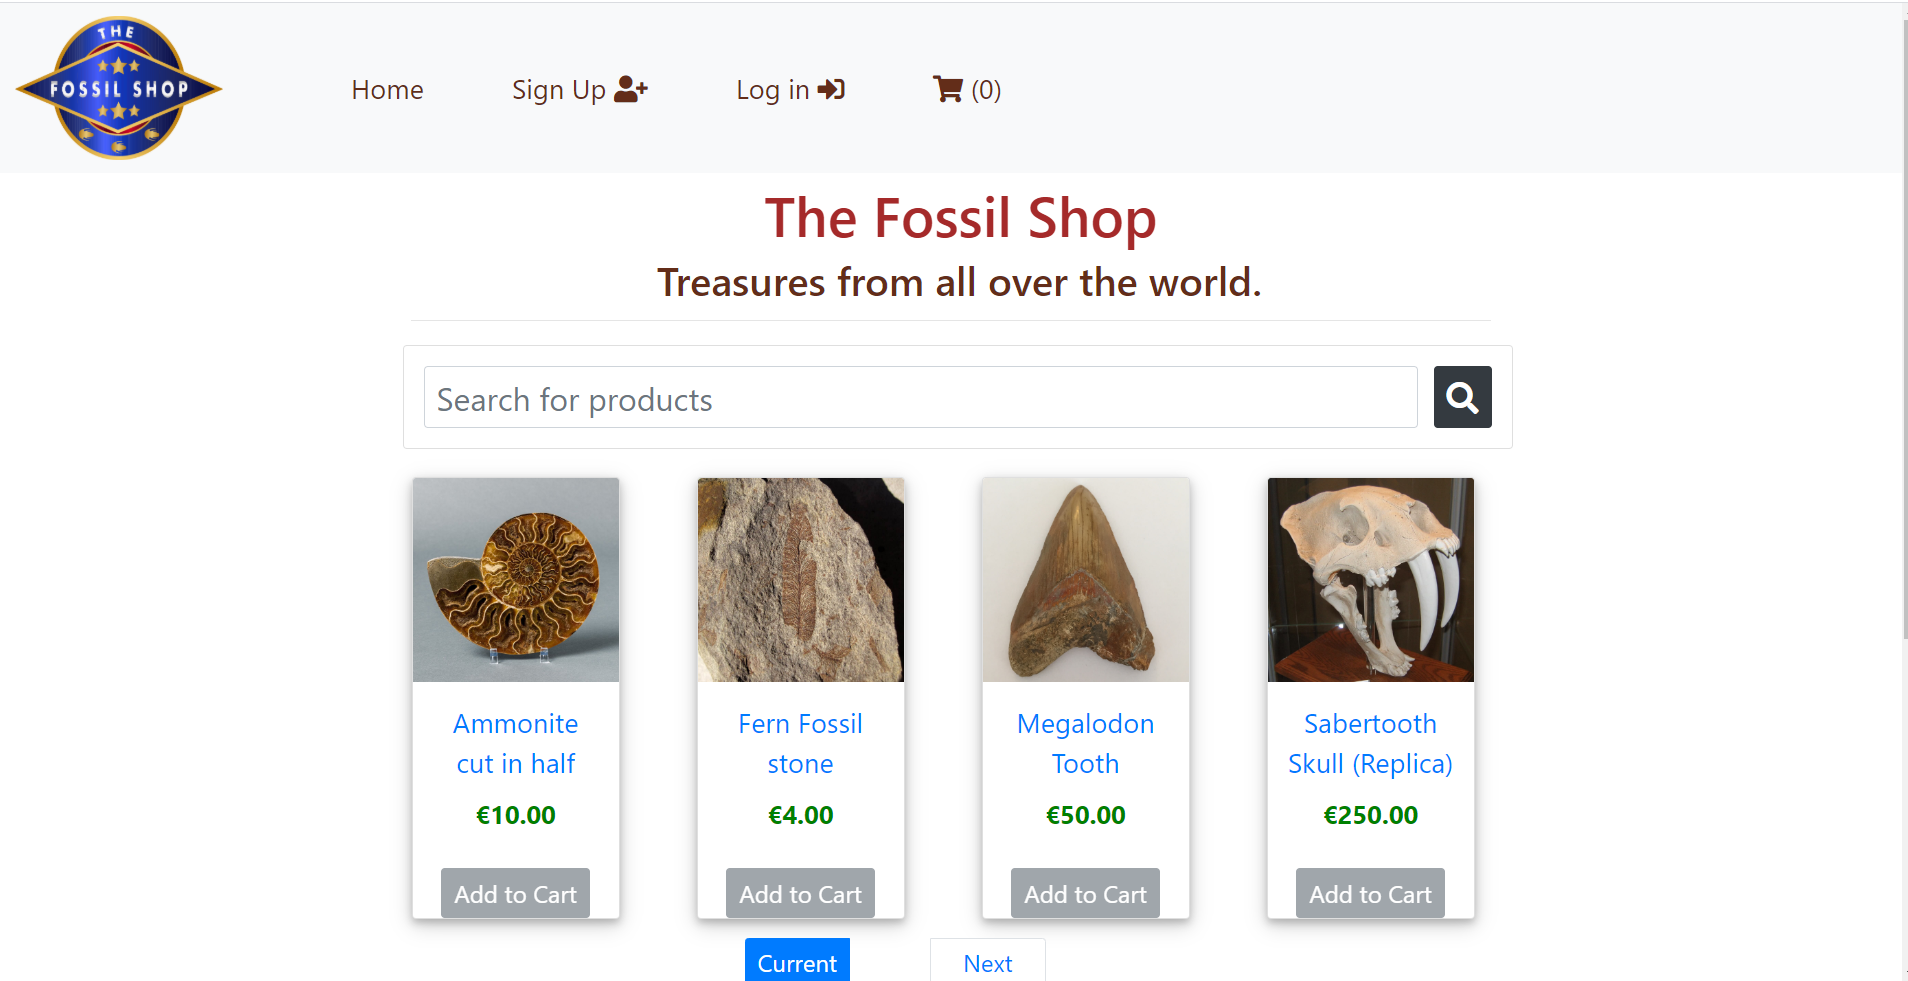 THE
FOSSIL SHOP
Home
Sign Up
Log in
(0)
The Fossil Shop
Treasures from all over the world.
Search for products
Ammonite
cut in half
€10.00
Add to Cart
Fern Fossil
stone
€4.00
Add to Cart
Megalodon
Tooth
€50.00
Add to Cart
Sabertooth
Skull (Replica)
€250.00
Add to Cart
Current
Next